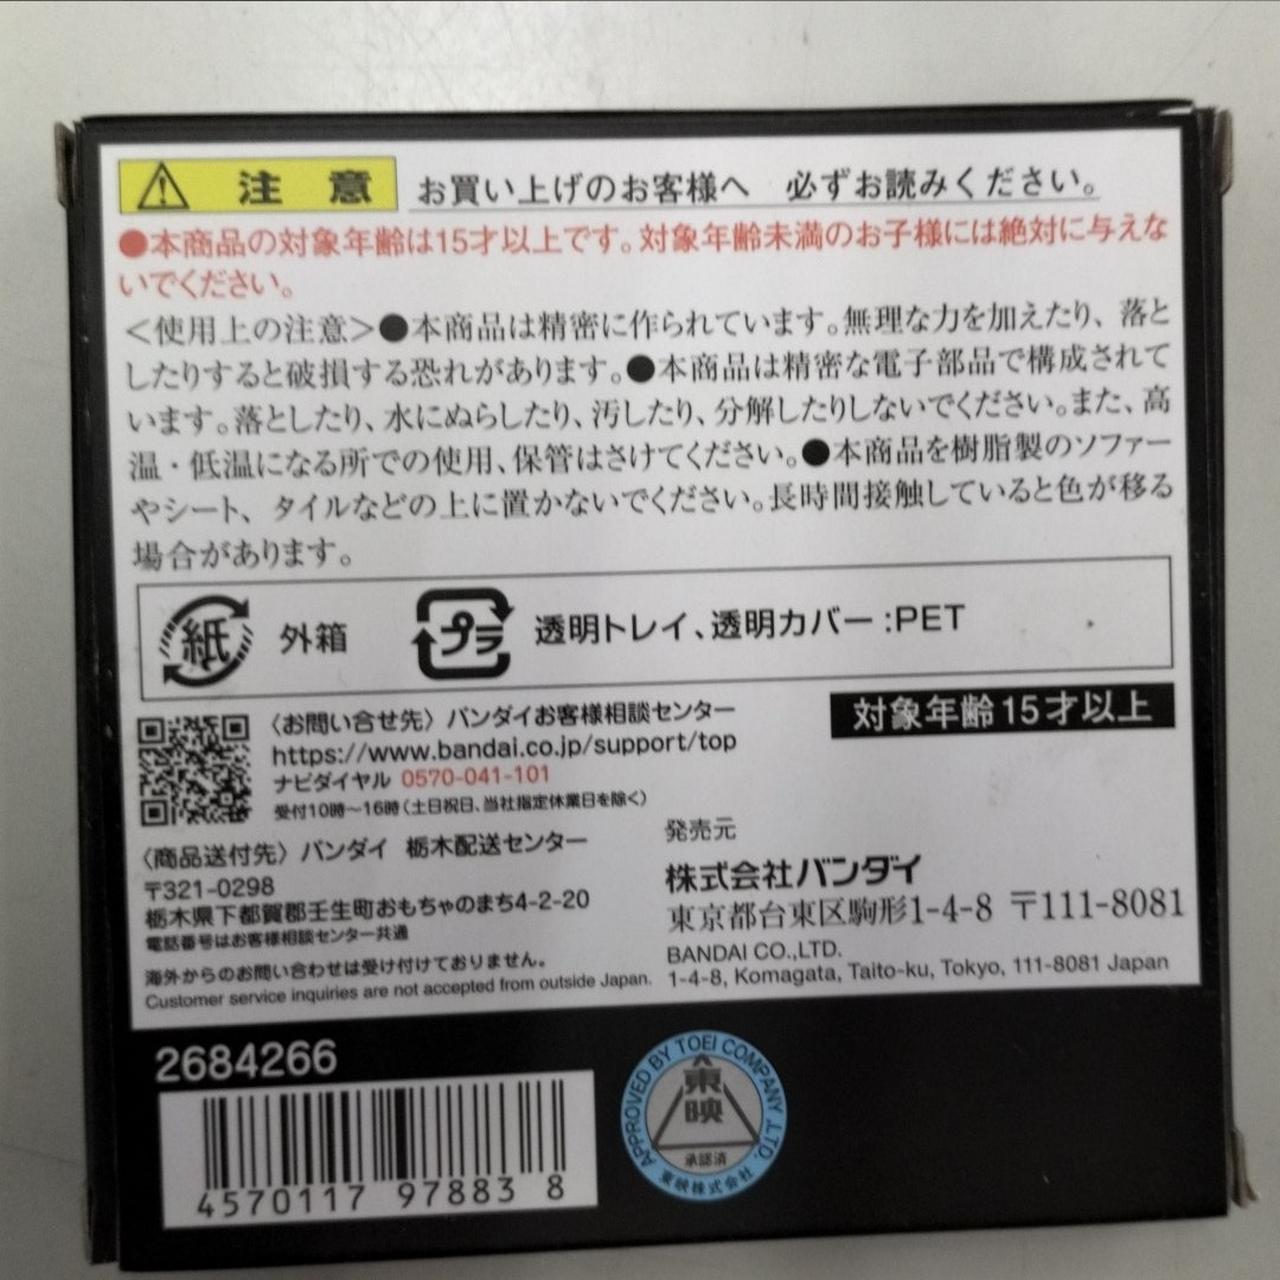 注意 お買い上げのお客様へ 必ずお読みください。
●本商品の対象年齢は15才以上です。対象年齢未満のお子様には絶対に与えな
いでください。
＜使用上の注意＞●本商品は精密に作られています。無理な力を加えたり、落と
したりすると破損する恐れがあります。●本商品は精密な電子部品で構成されて
います。落としたり、水にぬらしたり、汚したり、分解したりしないでください。また、高
温・低温になる所での使用、保管はさけてください。●本商品を樹脂製のソファー
やシート、タイルなどの上に置かないでください。長時間接触していると色が移る
場合があります。
紙 外箱 プラ 透明トレイ、透明カバー:PET
対象年齢15才以上
〈お問い合せ先〉バンダイお客様相談センター
https://www.bandai.co.jp/support/top
ナビダイヤル 0570-041-101
受付10時～16時（土日祝日、当社指定休業日を除く）
〈商品送付先〉バンダイ 栃木配送センター
〒321-0298
栃木県下都賀郡壬生町おもちゃのまち4-2-20
電話番号はお客様相談センター共通
海外からのお問い合わせは受け付けておりません。
Customer service inquiries are not accepted from outside Japan.
発売元
株式会社バンダイ
東京都台東区駒形1-4-8 〒111-8081
BANDAI CO.,LTD.
1-4-8, Komagata, Taito-ku, Tokyo, 111-8081 Japan
2684266
4570117 97883 8
APPROVED BY TOEI COMPANY,LTD.
東映
承認済
東映株式会社